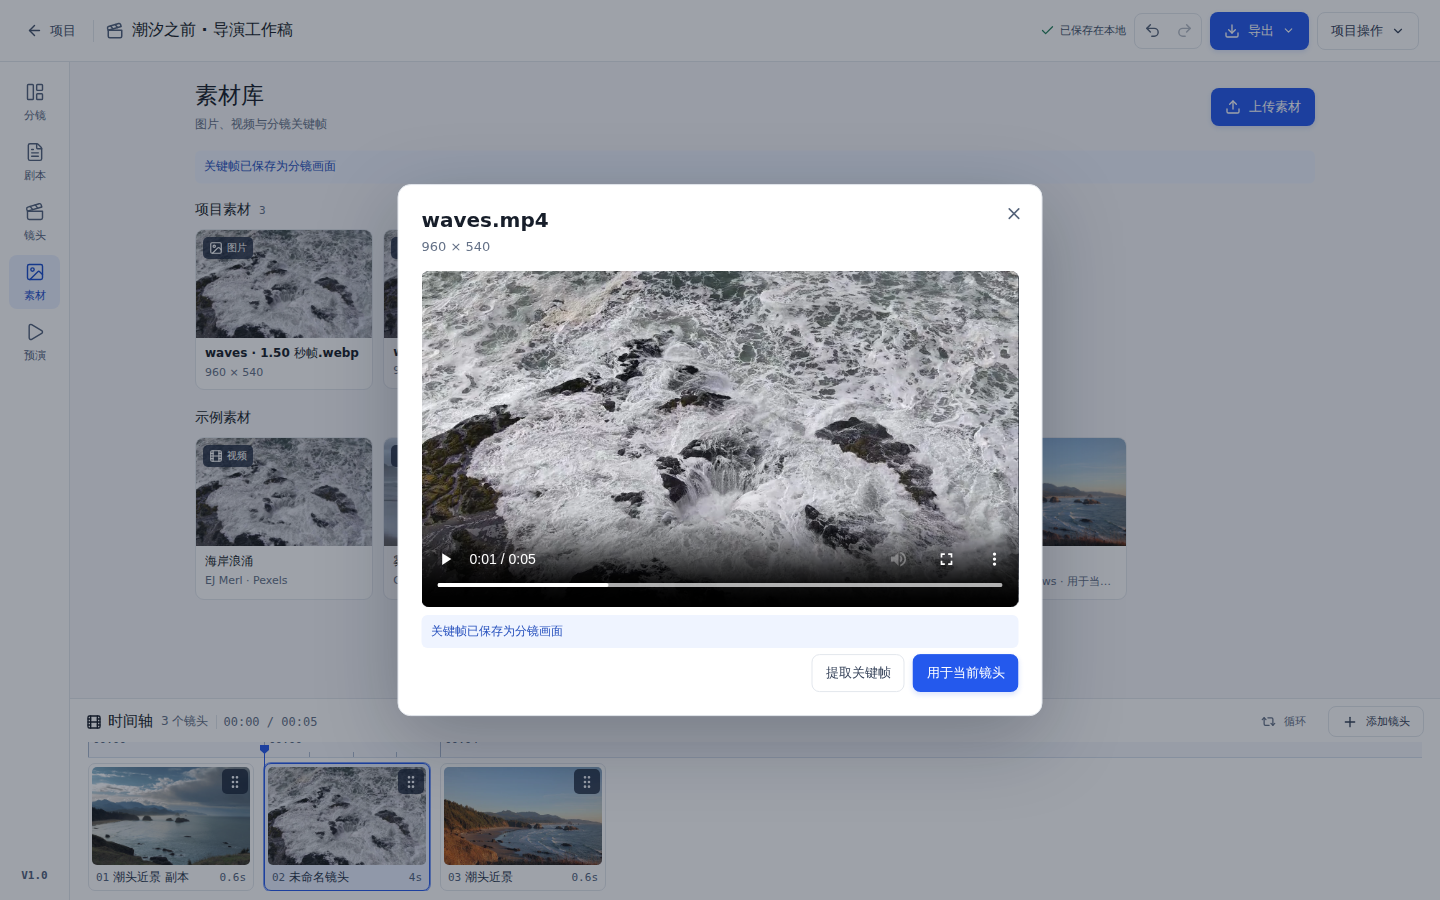 项目
潮汐之前 · 导演工作稿
已保存在本地
导出
项目操作
分镜
剧本
镜头
素材
预演
V1.0
素材库
图片、视频与分镜关键帧
上传素材
关键帧已保存为分镜画面
项目素材 3
图片
waves · 1.50 秒帧.webp
960 × 540
示例素材
视频
海岸浪涌
EJ Merl · Pexels
ws · 用于当…
waves.mp4
960 × 540
0:01 / 0:05
关键帧已保存为分镜画面
提取关键帧
用于当前镜头
时间轴 3 个镜头 00:00 / 00:05
循环
添加镜头
01 潮头近景 副本 0.6s
02 未命名镜头 4s
03 潮头近景 0.6s